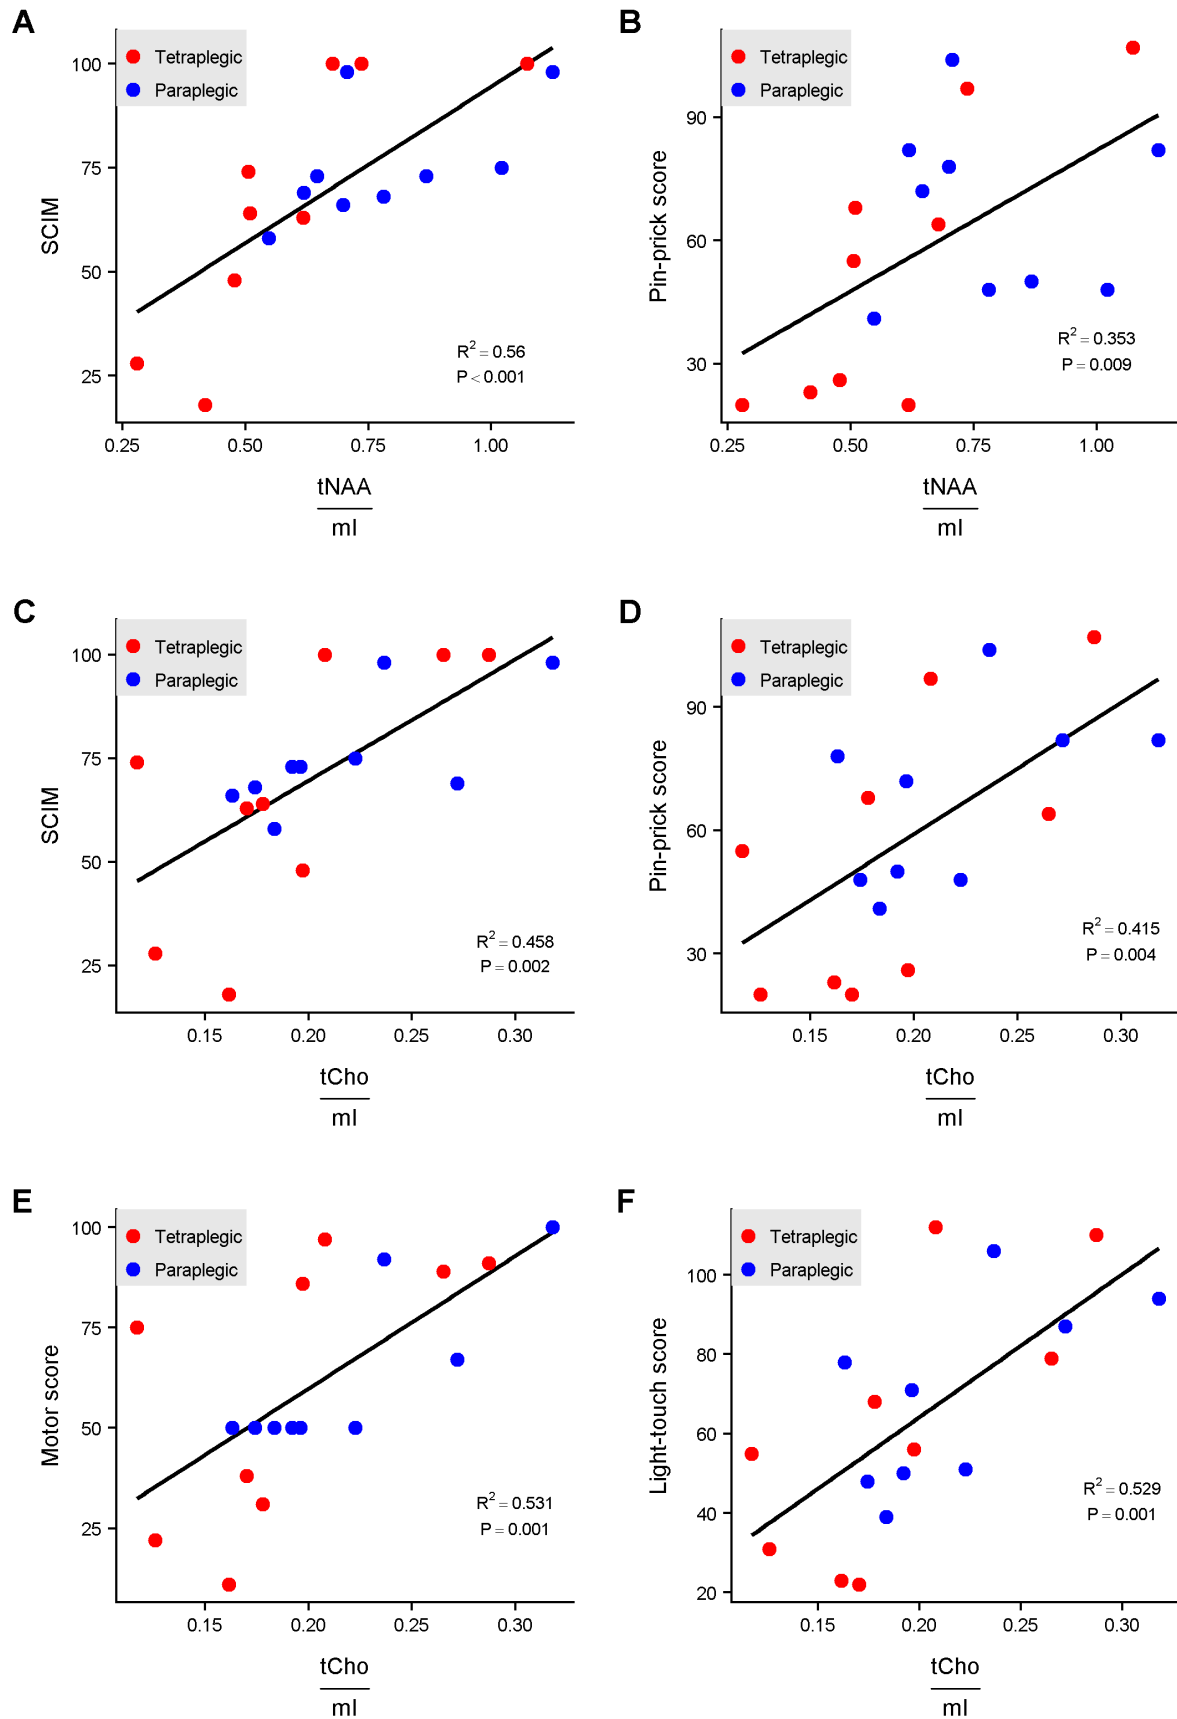 A
Tetraplegic
Paraplegic
100
75
50
25
SCIM
R² = 0.56
P < 0.001
0.25 0.50 0.75 1.00
tNAA
mI
B
Tetraplegic
Paraplegic
90
60
30
Pin-prick score
R² = 0.353
P = 0.009
0.25 0.50 0.75 1.00
tNAA
mI
C
Tetraplegic
Paraplegic
100
75
50
25
SCIM
R² = 0.458
P = 0.002
0.15 0.20 0.25 0.30
tCho
mI
D
Tetraplegic
Paraplegic
90
60
30
Pin-prick score
R² = 0.415
P = 0.004
0.15 0.20 0.25 0.30
tCho
mI
E
Tetraplegic
Paraplegic
100
75
50
25
Motor score
R² = 0.531
P = 0.001
0.15 0.20 0.25 0.30
tCho
mI
F
Tetraplegic
Paraplegic
100
80
60
40
20
Light-touch score
R² = 0.529
P = 0.001
0.15 0.20 0.25 0.30
tCho
mI